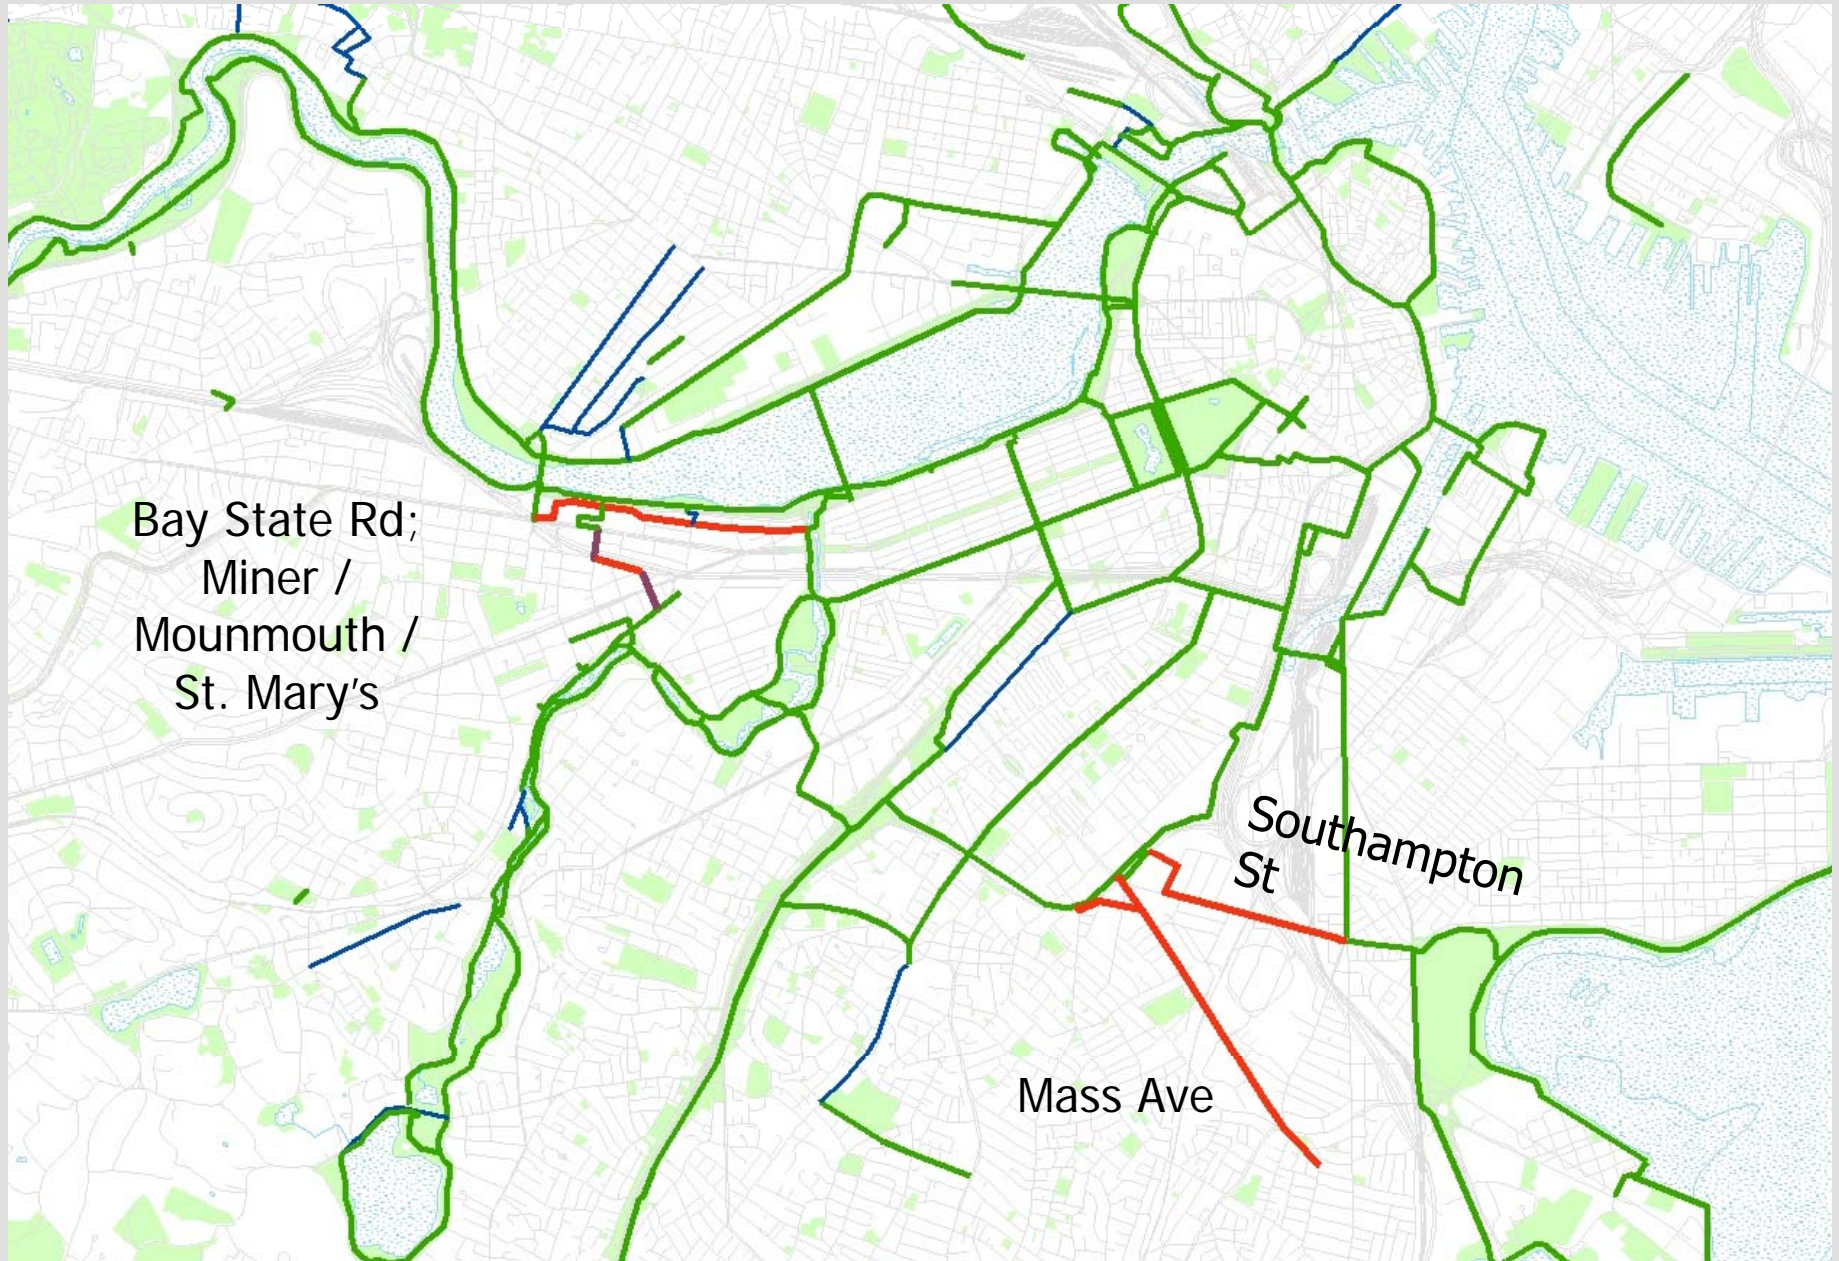 Bay State Rd;
Miner /
Mounmouth /
St. Mary's
Southampton
St
Mass Ave